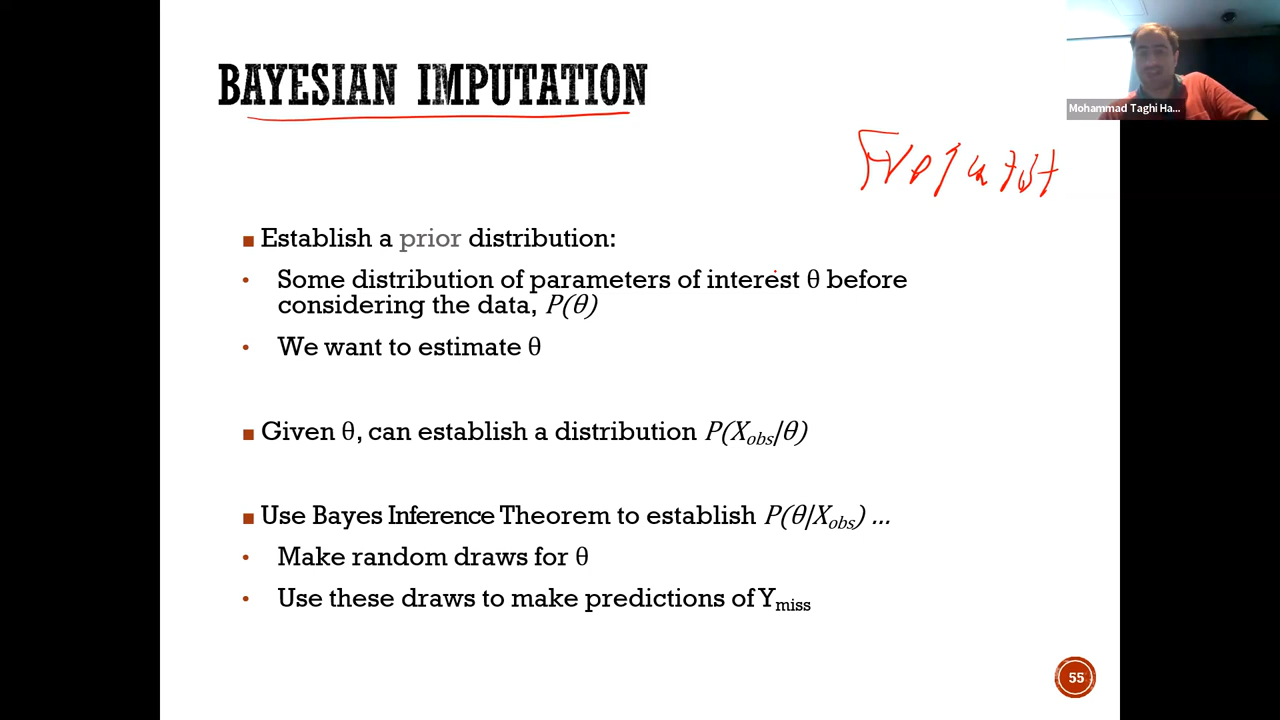 BAYESIAN IMPUTATION
Mohammad Taghi Ha...
■ Establish a prior distribution:
• Some distribution of parameters of interest θ before
considering the data, P(θ)
• We want to estimate θ
■ Given θ, can establish a distribution P(Xobs|θ)
■ Use Bayes Inference Theorem to establish P(θ|Xobs) ...
• Make random draws for θ
• Use these draws to make predictions of Ymiss
55